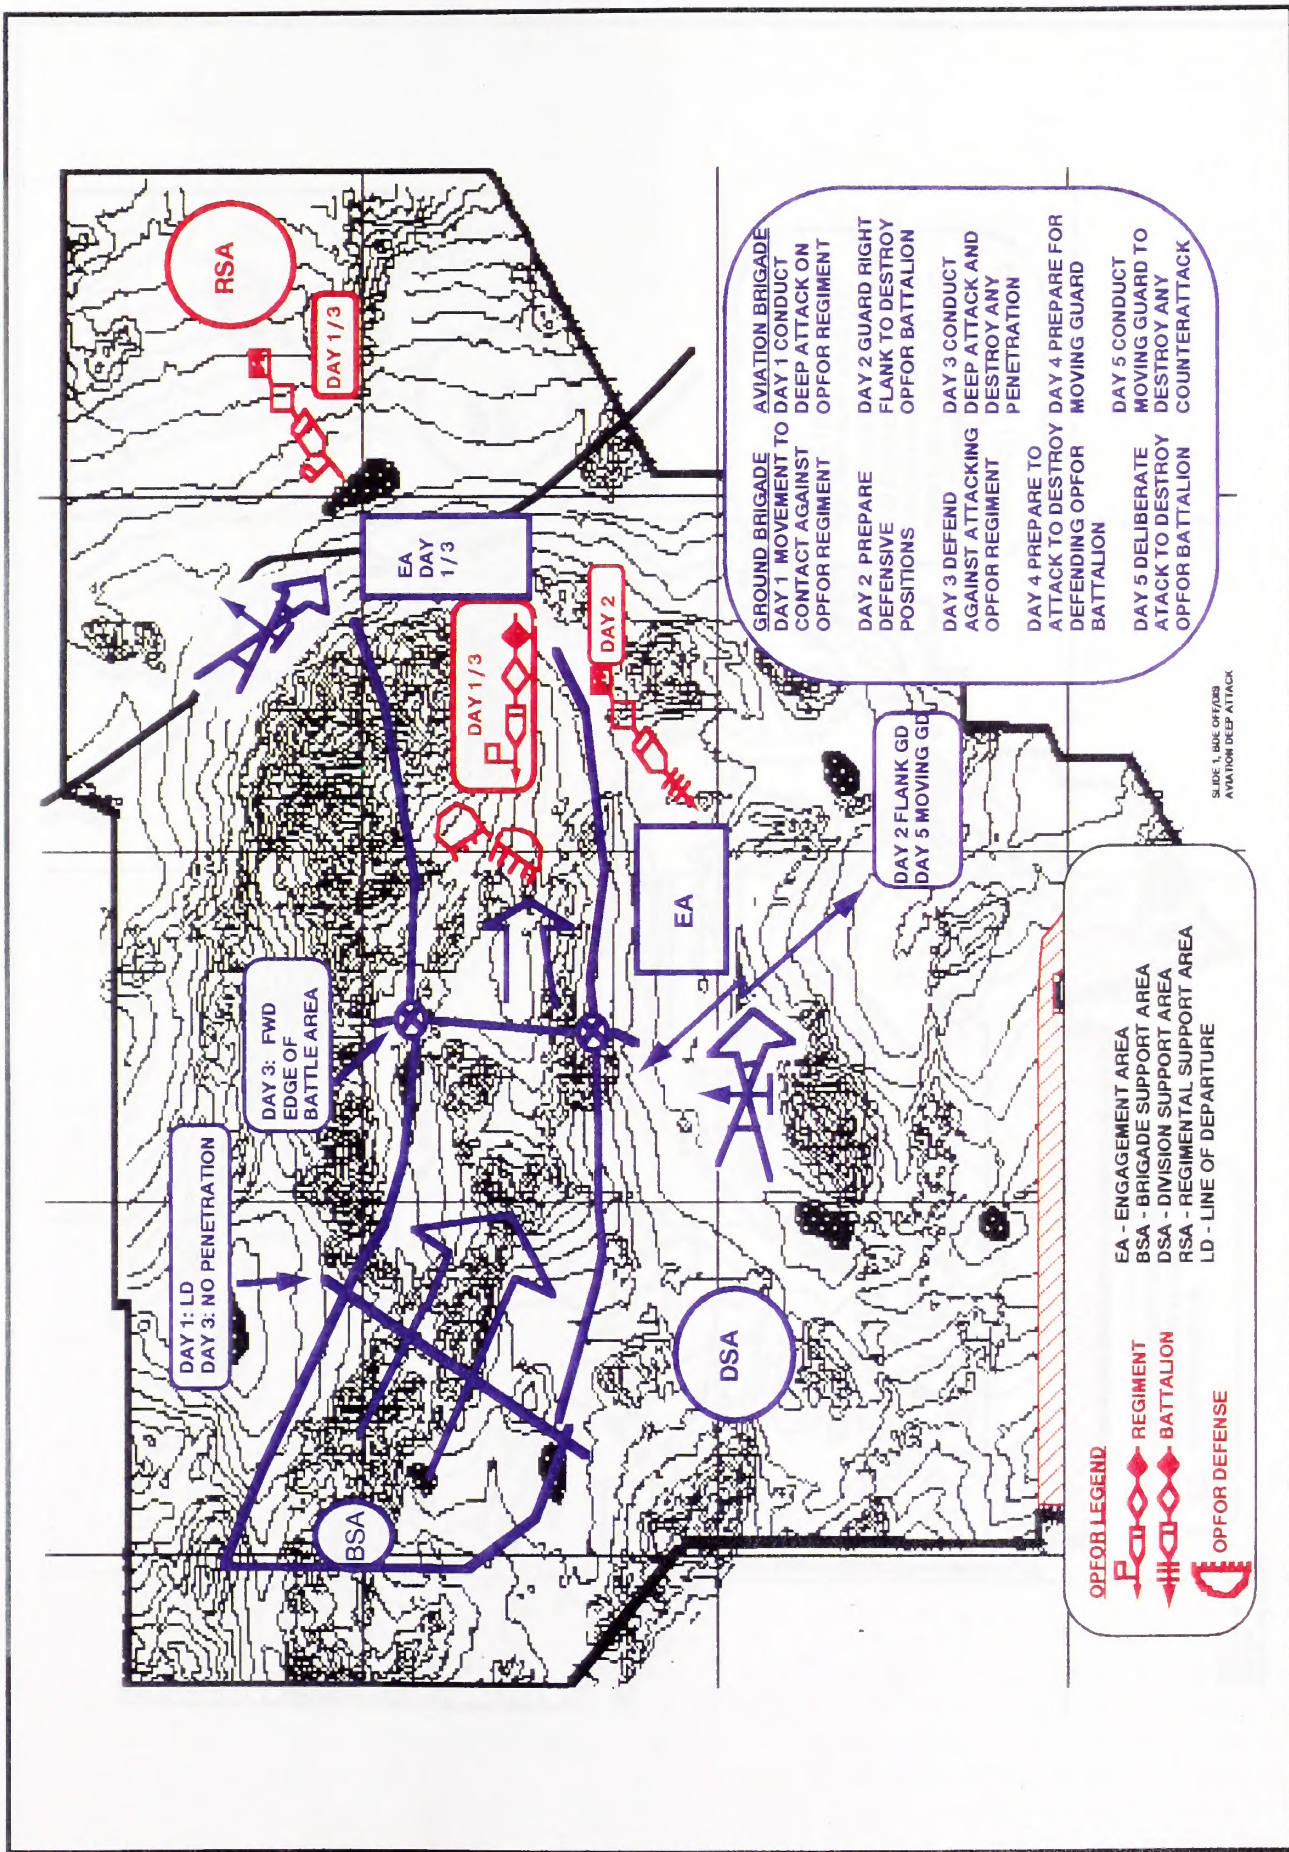 RSA
DAY 1 / 3
EA
DAY
1 / 3
DAY 1 / 3
DAY 2
DAY 3: FWD
EDGE OF
BATTLE AREA
DAY 1: LD
DAY 3: NO PENETRATION
EA
DAY 2 FLANK GD
DAY 5 MOVING GD
BSA
DSA
GROUND BRIGADE
DAY 1 MOVEMENT TO
CONTACT AGAINST
OPFOR REGIMENT
DAY 2 PREPARE
DEFENSIVE
POSITIONS
DAY 3 DEFEND
AGAINST ATTACKING
OPFOR REGIMENT
DAY 4 PREPARE TO
ATTACK TO DESTROY
DEFENDING OPFOR
BATTALION
DAY 5 DELIBERATE
ATACK TO DESTROY
OPFOR BATTALION
AVIATION BRIGADE
DAY 1 CONDUCT
DEEP ATTACK ON
OPFOR REGIMENT
DAY 2 GUARD RIGHT
FLANK TO DESTROY
OPFOR BATTALION
DAY 3 CONDUCT
DEEP ATTACK AND
DESTROY ANY
PENETRATION
DAY 4 PREPARE FOR
MOVING GUARD
DAY 5 CONDUCT
MOVING GUARD TO
DESTROY ANY
COUNTERATTACK
OPFOR LEGEND
REGIMENT
BATTALION
OPFOR DEFENSE
EA - ENGAGEMENT AREA
BSA - BRIGADE SUPPORT AREA
DSA - DIVISION SUPPORT AREA
RSA - REGIMENTAL SUPPORT AREA
LD - LINE OF DEPARTURE
SLIDE 1, BDE OFF/
AVIATION DEEP ATTACK